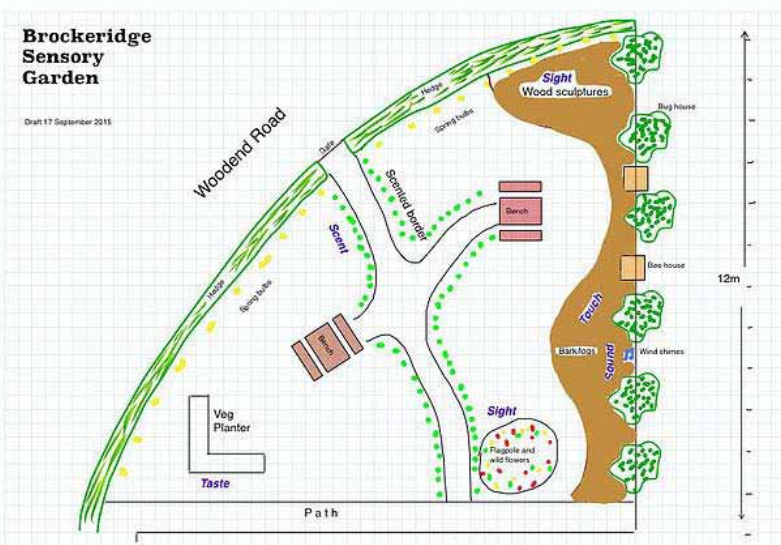 Brockeridge
Sensory
Garden
Draft 17 September 2015
Woodend Road
Gate
Hedge
Spring bulbs
Sight
Wood sculptures
Bug house
Scented border
Scent
Bench
Hedge
Spring bulbs
Bee house
12m
Touch
Bench
Bark/logs
Sound
Wind chimes
Veg
Planter
Taste
Sight
Flagpole and
wild flowers
Path